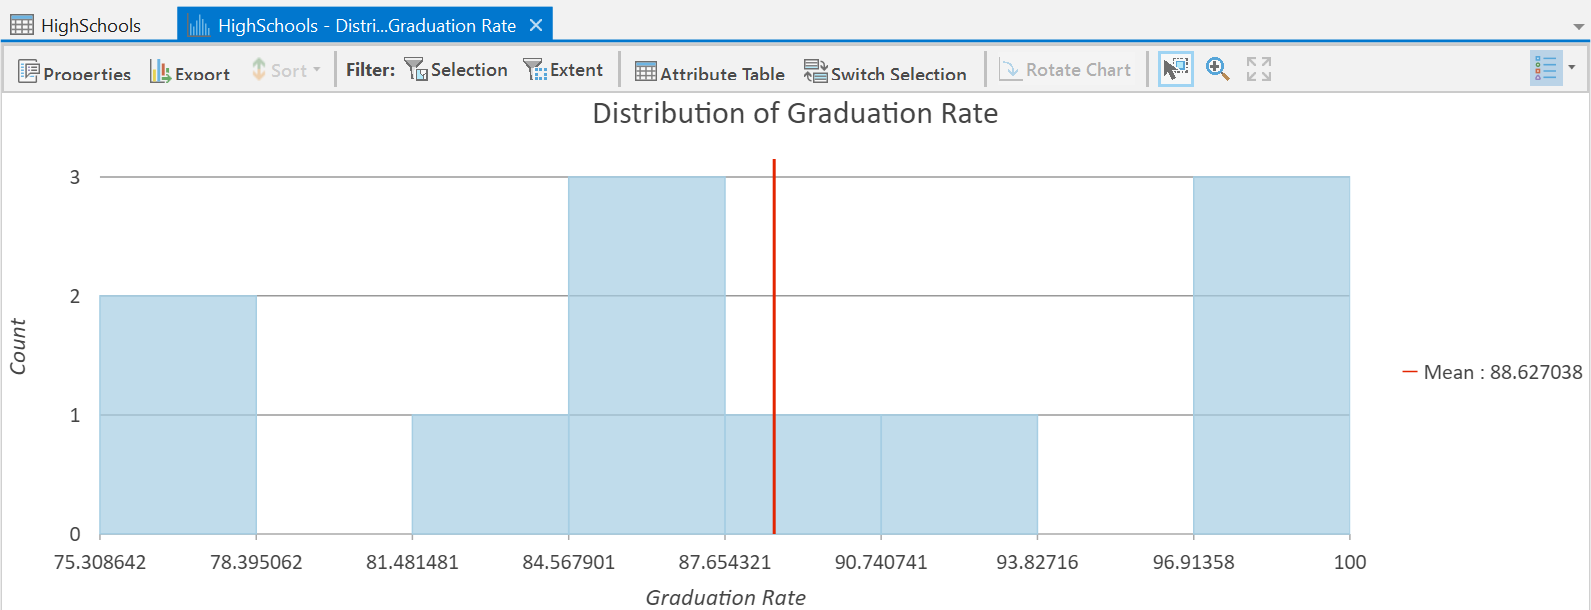 HighSchools
HighSchools - Distri...Graduation Rate
Properties Export Sort Filter: Selection Extent Attribute Table Switch Selection Rotate Chart
Distribution of Graduation Rate
3
2
1
0
Count
75.308642 78.395062 81.481481 84.567901 87.654321 90.740741 93.82716 96.91358 100
Graduation Rate
Mean : 88.627038